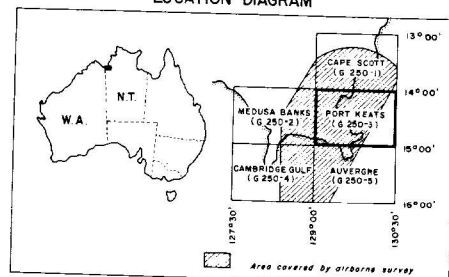 LOCATION DIAGRAM
W.A.
N.T.
13°00'
CAPE SCOTT
(G 250-1)
14°00'
MEDUSA BANKS
(G 250-2)
PORT KEATS
(G 250-3)
15°00'
CAMBRIDGE GULF
(G 250-4)
AUVERGNE
(G 250-5)
16°00'
127°30'
129°00'
130°30'
Area covered by airborne survey